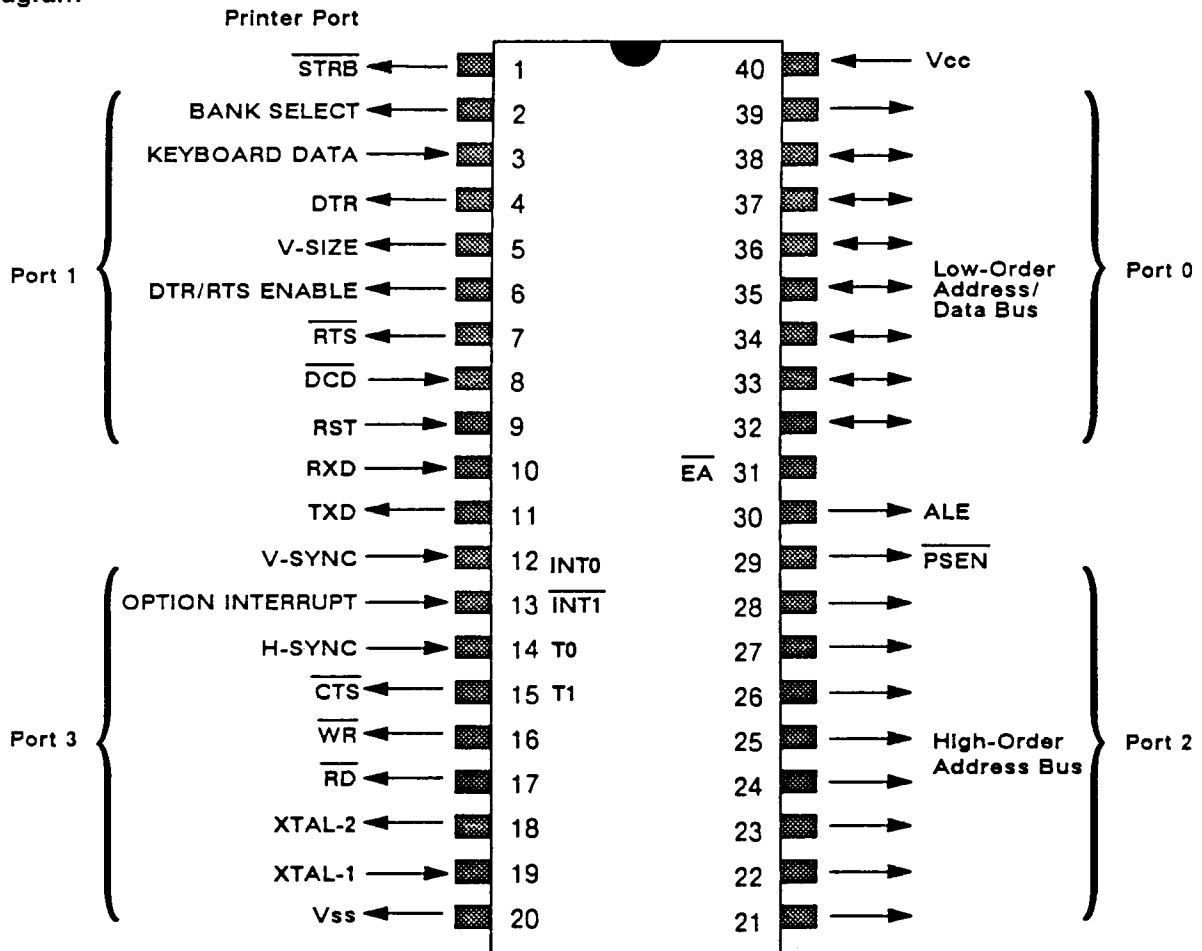 Printer Port
STRB 1 40 Vcc
BANK SELECT 2 39
KEYBOARD DATA 3 38
DTR 4 37
V-SIZE 5 36
Port 1 DTR/RTS ENABLE 6 35 Low-Order Address/ Data Bus Port 0
RTS 7 34
DCD 8 33
RST 9 32
RXD 10 EA 31
TXD 11 30 ALE
V-SYNC 12 INT0 29 PSEN
OPTION INTERRUPT 13 INT1 28
H-SYNC 14 T0 27
CTS 15 T1 26
Port 3 WR 16 25 High-Order Address Bus Port 2
RD 17 24
XTAL-2 18 23
XTAL-1 19 22
Vss 20 21